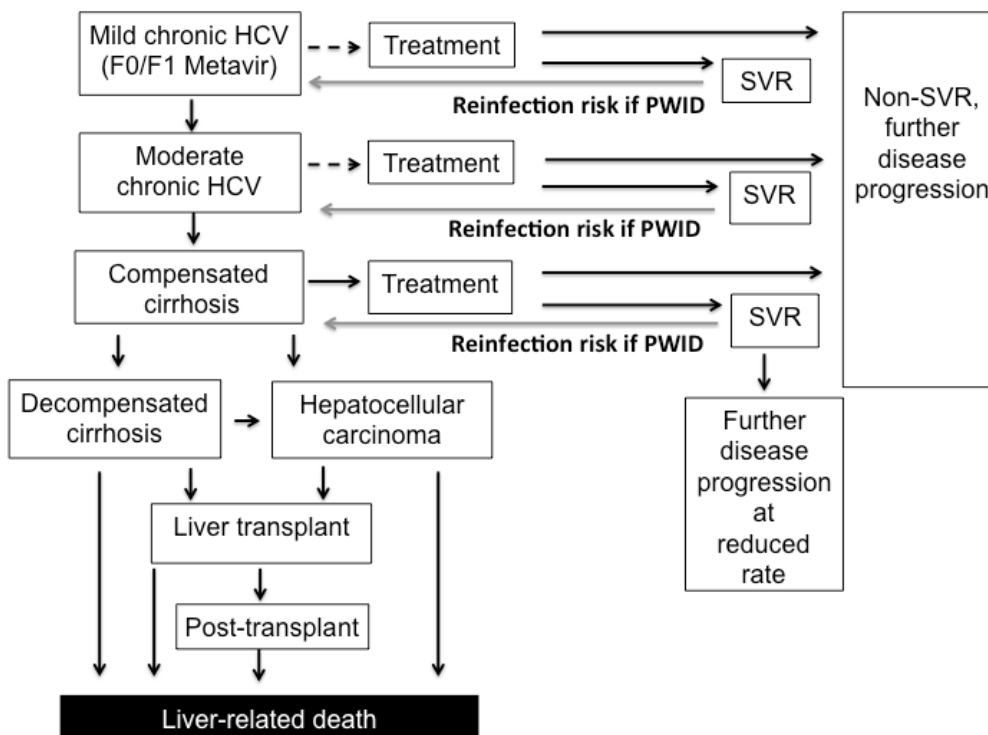 Mild chronic HCV
(F0/F1 Metavir)
Treatment
SVR
Reinfection risk if PWID
Non-SVR,
further
disease
progression
Moderate
chronic HCV
Treatment
SVR
Reinfection risk if PWID
Compensated
cirrhosis
Treatment
SVR
Reinfection risk if PWID
Decompensated
cirrhosis
Hepatocellular
carcinoma
Further
disease
progression
at
reduced
rate
Liver transplant
Post-transplant
Liver-related death